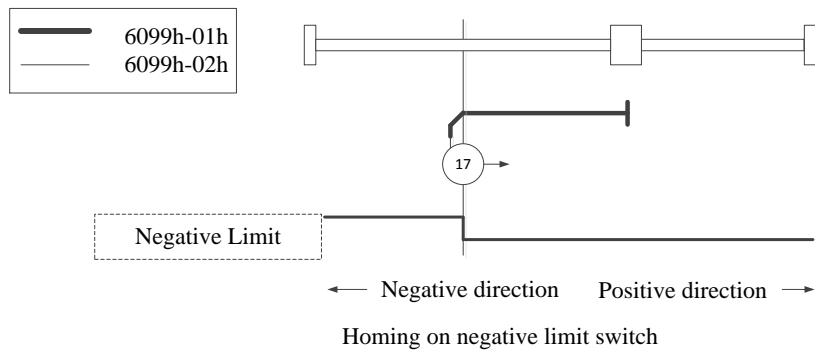 6099h-01h
6099h-02h
17
Negative Limit
Negative direction Positive direction
Homing on negative limit switch